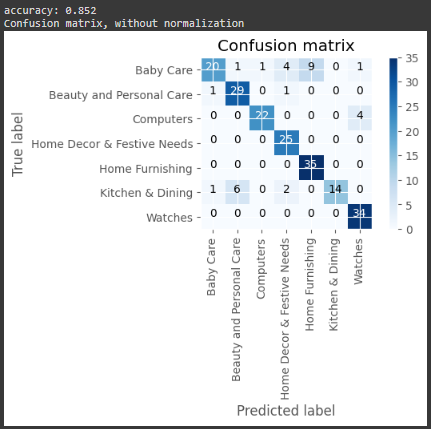 accuracy: 0.852
Confusion matrix, without normalization
Confusion matrix
True label
Baby Care 20 1 1 4 9 0 1
Beauty and Personal Care 1 29 0 1 0 0 0
Computers 0 0 22 0 0 0 4
Home Decor & Festive Needs 0 0 0 25 0 0 0
Home Furnishing 0 0 0 0 35 0 0
Kitchen & Dining 1 6 0 2 0 14 0
Watches 0 0 0 0 0 0 34
Baby Care
Beauty and Personal Care
Computers
Home Decor & Festive Needs
Home Furnishing
Kitchen & Dining
Watches
Predicted label
35
30
25
20
15
10
5
0